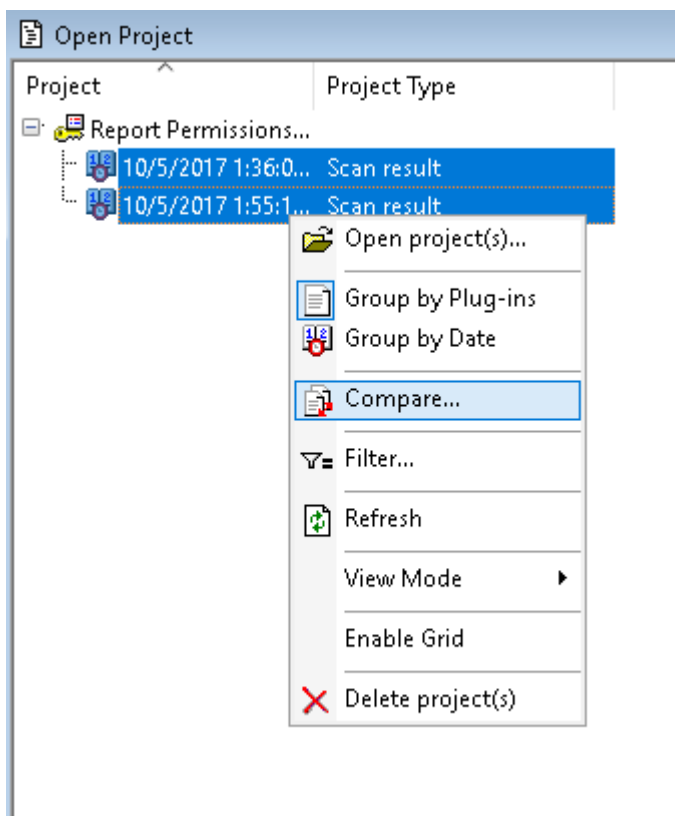 Open Project
Project Project Type
Report Permissions...
10/5/2017 1:36:0... Scan result
10/5/2017 1:55:1... Scan result
Open project(s)...
Group by Plug-ins
Group by Date
Compare...
Filter...
Refresh
View Mode
Enable Grid
Delete project(s)